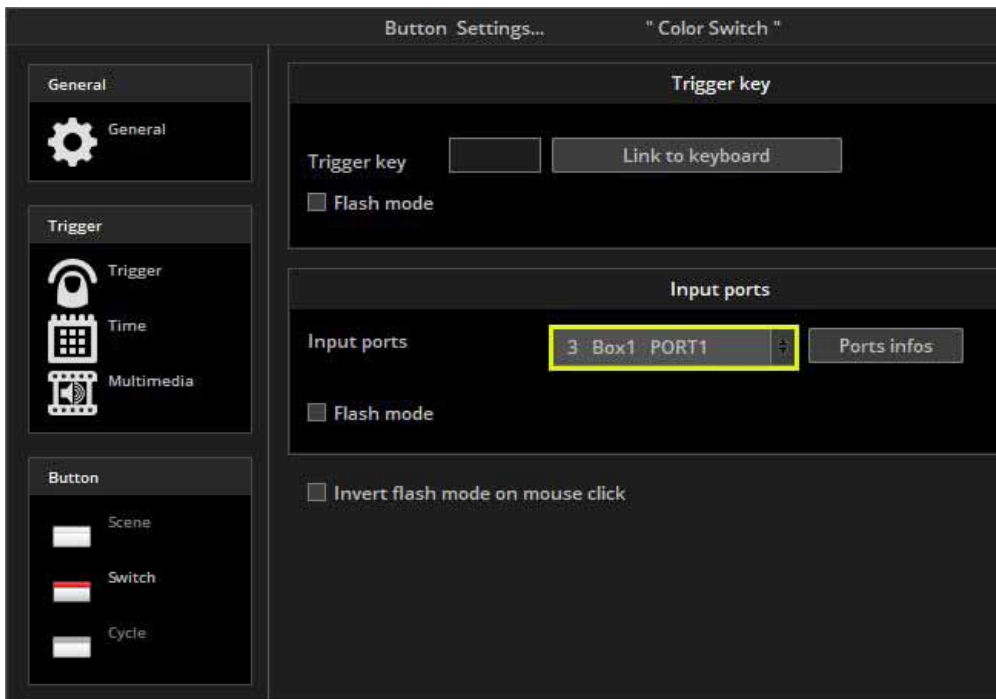 Button Settings... " Color Switch "
General
General
Trigger
Trigger
Time
Multimedia
Button
Scene
Switch
Cycle
Trigger key
Trigger key Link to keyboard
Flash mode
Input ports
Input ports 3 Box1 PORT1 Ports infos
Flash mode
Invert flash mode on mouse click